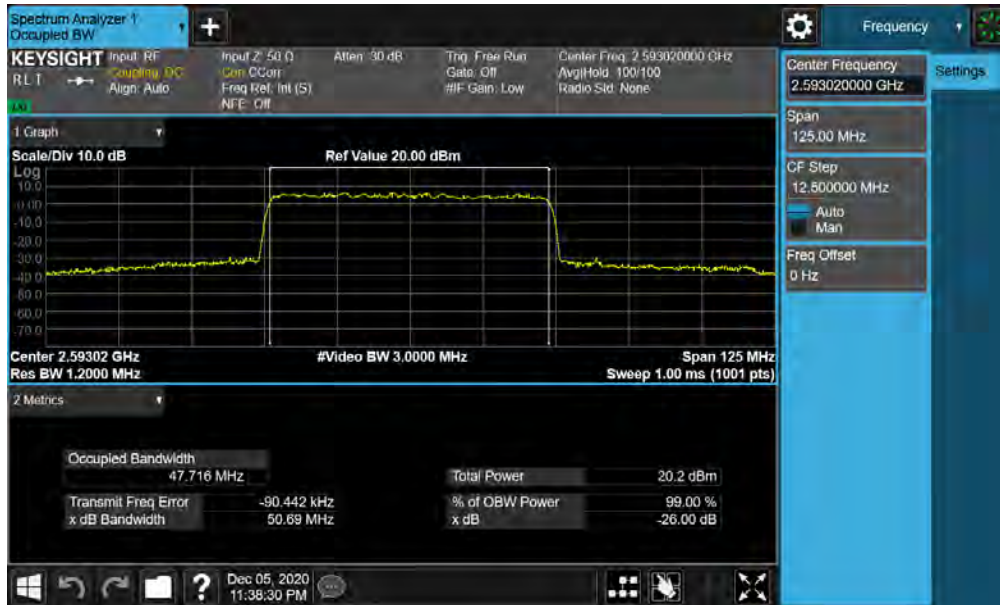 Spectrum Analyzer 1
Occupied BW
Frequency
KEYSIGHT
Input: RF
Coupling: DC
Align: Auto
RLT
Input Z: 50 Ω
Corr CCorr
Freq Ref: Int (S)
NFE: Off
Atten: 30 dB
Trig: Free Run
Gate: Off
#IF Gain: Low
Center Freq: 2.593020000 GHz
Avg|Hold: 100/100
Radio Std: None
Center Frequency
2.593020000 GHz
Settings
Span
125.00 MHz
CF Step
12.500000 MHz
Auto
Man
Freq Offset
0 Hz
1 Graph
Scale/Div 10.0 dB
Ref Value 20.00 dBm
Log
10.0
0.00
-10.0
-20.0
-30.0
-40.0
-50.0
-60.0
-70.0
Center 2.59302 GHz
#Video BW 3.0000 MHz
Span 125 MHz
Res BW 1.2000 MHz
Sweep 1.00 ms (1001 pts)
2 Metrics
Occupied Bandwidth
47.716 MHz
Total Power
20.2 dBm
Transmit Freq Error
-90.442 kHz
% of OBW Power
99.00 %
x dB Bandwidth
50.69 MHz
x dB
-26.00 dB
?
Dec 05, 2020
11:38:30 PM